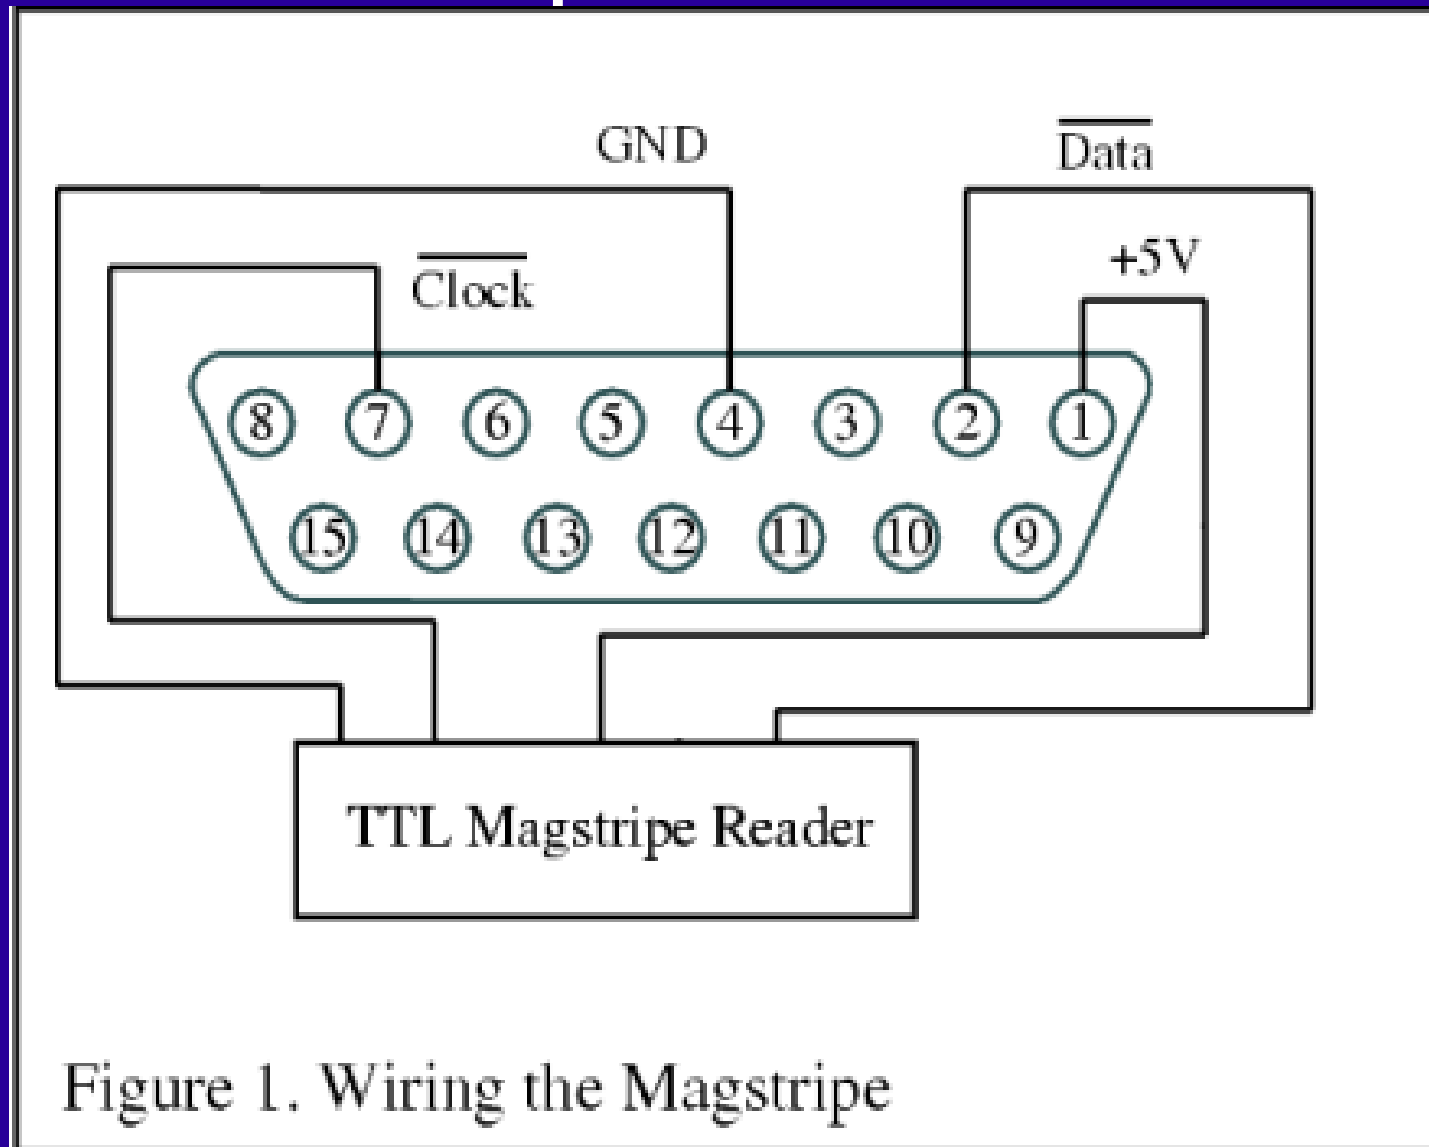 GND
Data
+5V
Clock
8 7 6 5 4 3 2 1
15 14 13 12 11 10 9
TTL Magstripe Reader
Figure 1. Wiring the Magstripe